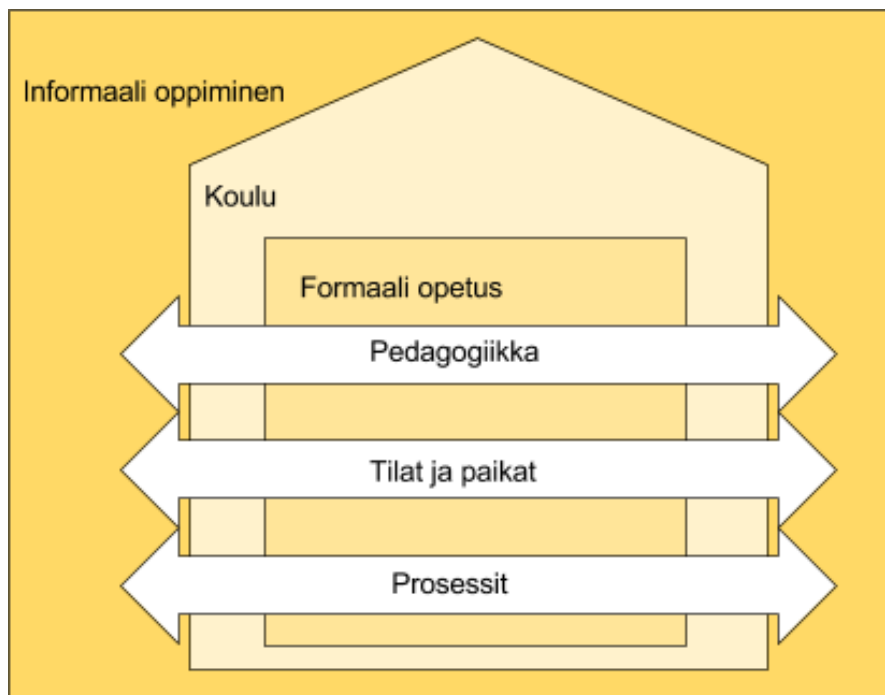 Informaali oppiminen
Koulu
Formaali opetus
Pedagogiikka
Tilat ja paikat
Prosessit